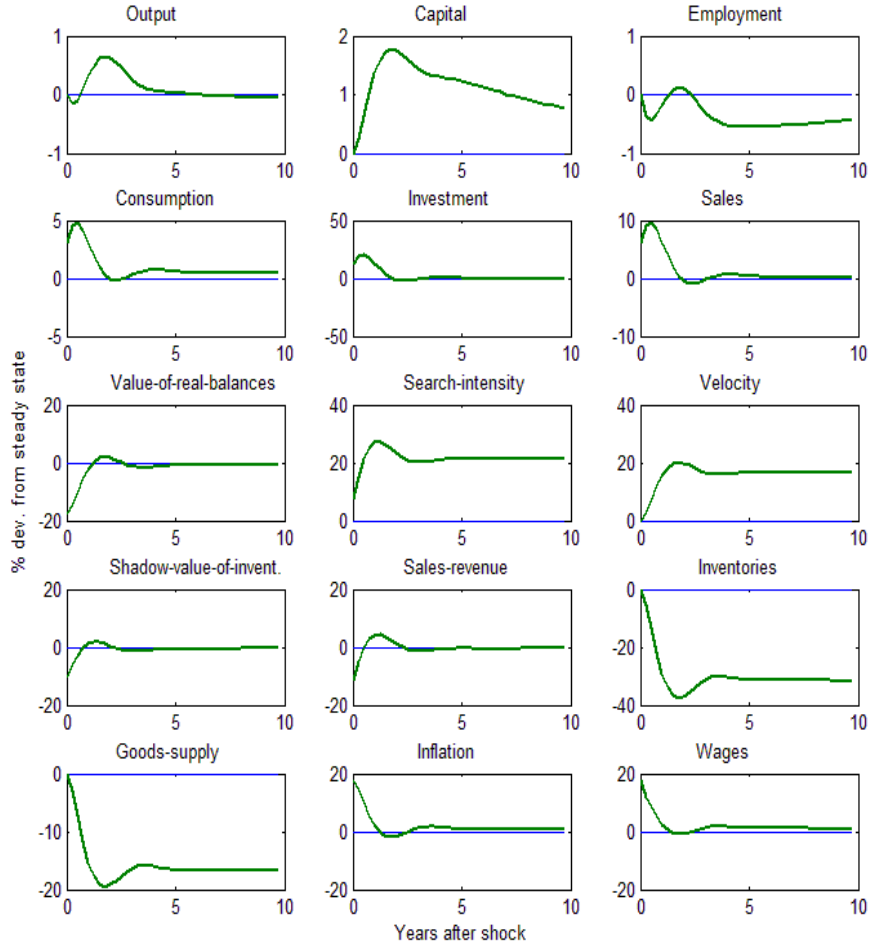 Output Capital Employment
1 2 1
0 1 0
-1 0 -1
0 5 10 0 5 10 0 5 10
Consumption Investment Sales
5 50 10
0 0 0
-5 -50 -10
0 5 10 0 5 10 0 5 10
Value-of-real-balances Search-intensity Velocity
20 40 40
0 20 20
-20 0 0
0 5 10 0 5 10 0 5 10
% dev. from steady state
Shadow-value-of-invent. Sales-revenue Inventories
20 20 0
0 0 -20
-20 -20 -40
0 5 10 0 5 10 0 5 10
Goods-supply Inflation Wages
0 20 20
-10 0 0
-20 -20 -20
0 5 10 0 5 10 0 5 10
Years after shock